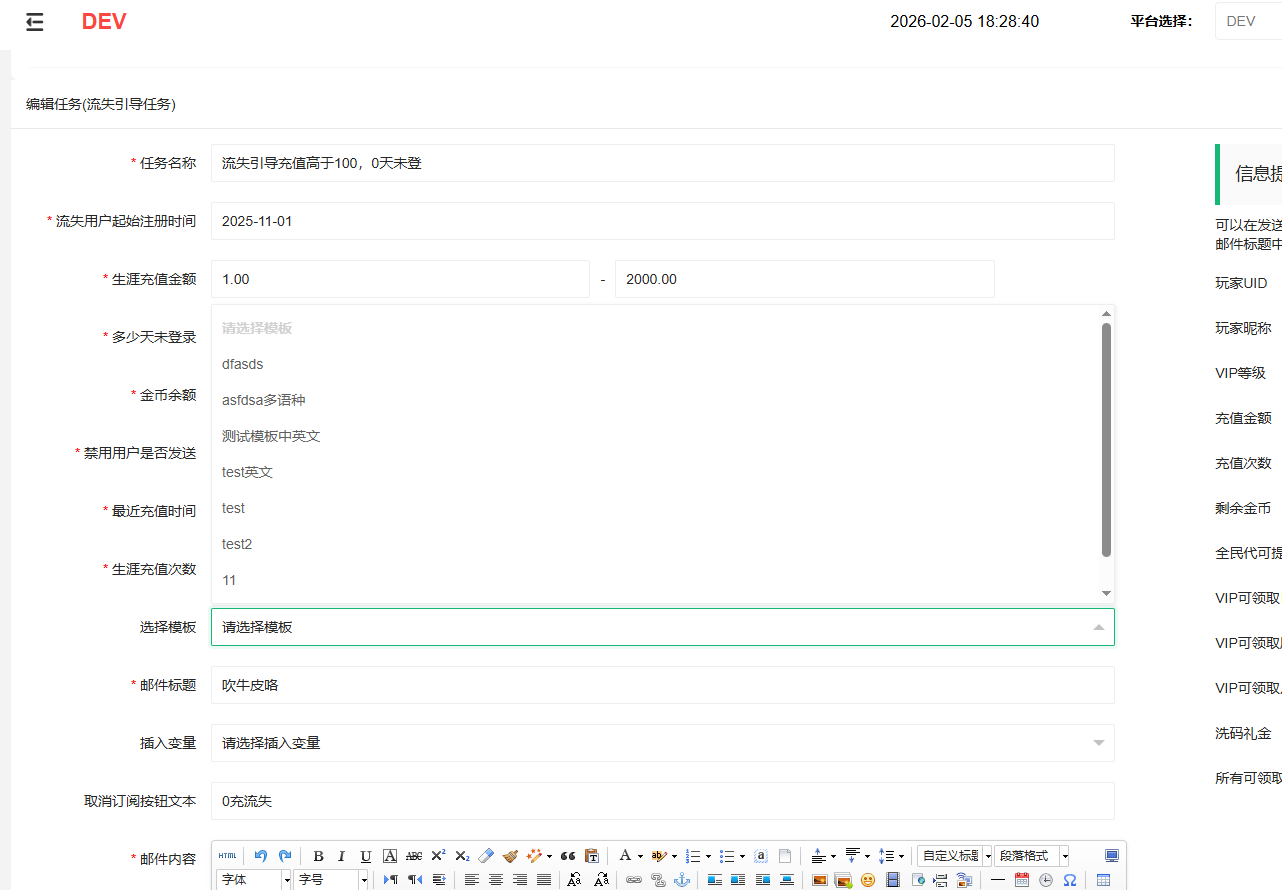 DEV
2026-02-05 18:28:40
平台选择：
DEV
编辑任务(流失引导任务)
* 任务名称
流失引导充值高于100，0天未登
* 流失用户起始注册时间
2025-11-01
* 生涯充值金额
1.00
-
2000.00
* 多少天未登录
* 金币余额
* 禁用用户是否发送
* 最近充值时间
* 生涯充值次数
请选择模板
dfasds
asfdsa多语种
测试模板中英文
test英文
test
test2
11
选择模板
请选择模板
* 邮件标题
吹牛皮咯
插入变量
请选择插入变量
取消订阅按钮文本
0充流失
* 邮件内容
HTML
自定义标题
段落格式
字体
字号
信息提
可以在发送
邮件标题中
玩家UID
玩家昵称
VIP等级
充值金额
充值次数
剩余金币
全民代可提
VIP可领取
VIP可领取
VIP可领取
洗码礼金
所有可领取